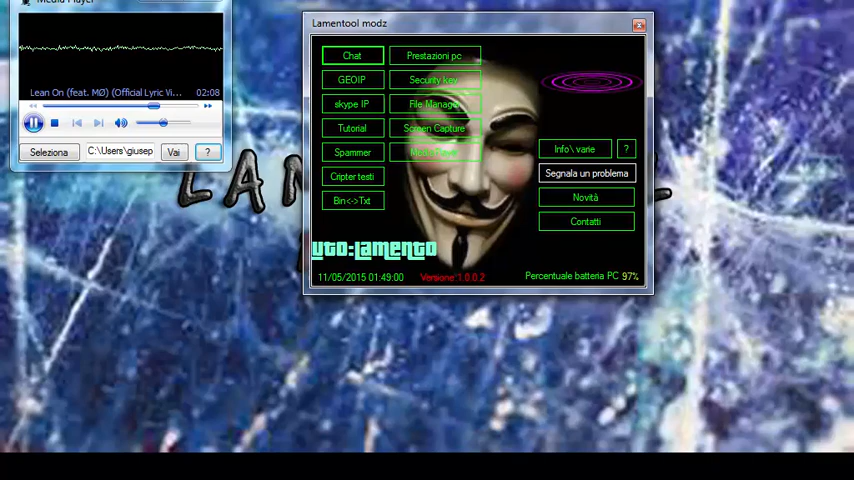 Media Player
Lean On (feat. MØ) (Official Lyric Vi...
02:08
Seleziona
C:\Users\giusep
Vai
?
Lamentool modz
Chat
Prestazioni pc
GEOIP
Security key
skype IP
File Manager
Tutorial
Screen Capture
Spammer
Media Player
Cripter testi
Bin<->Txt
Info\ varie
?
Segnala un problema
Novità
Contatti
uto:lamento
11/05/2015 01:49:00
Versione:1.0.0.2
Percentuale batteria PC 97%
LAM